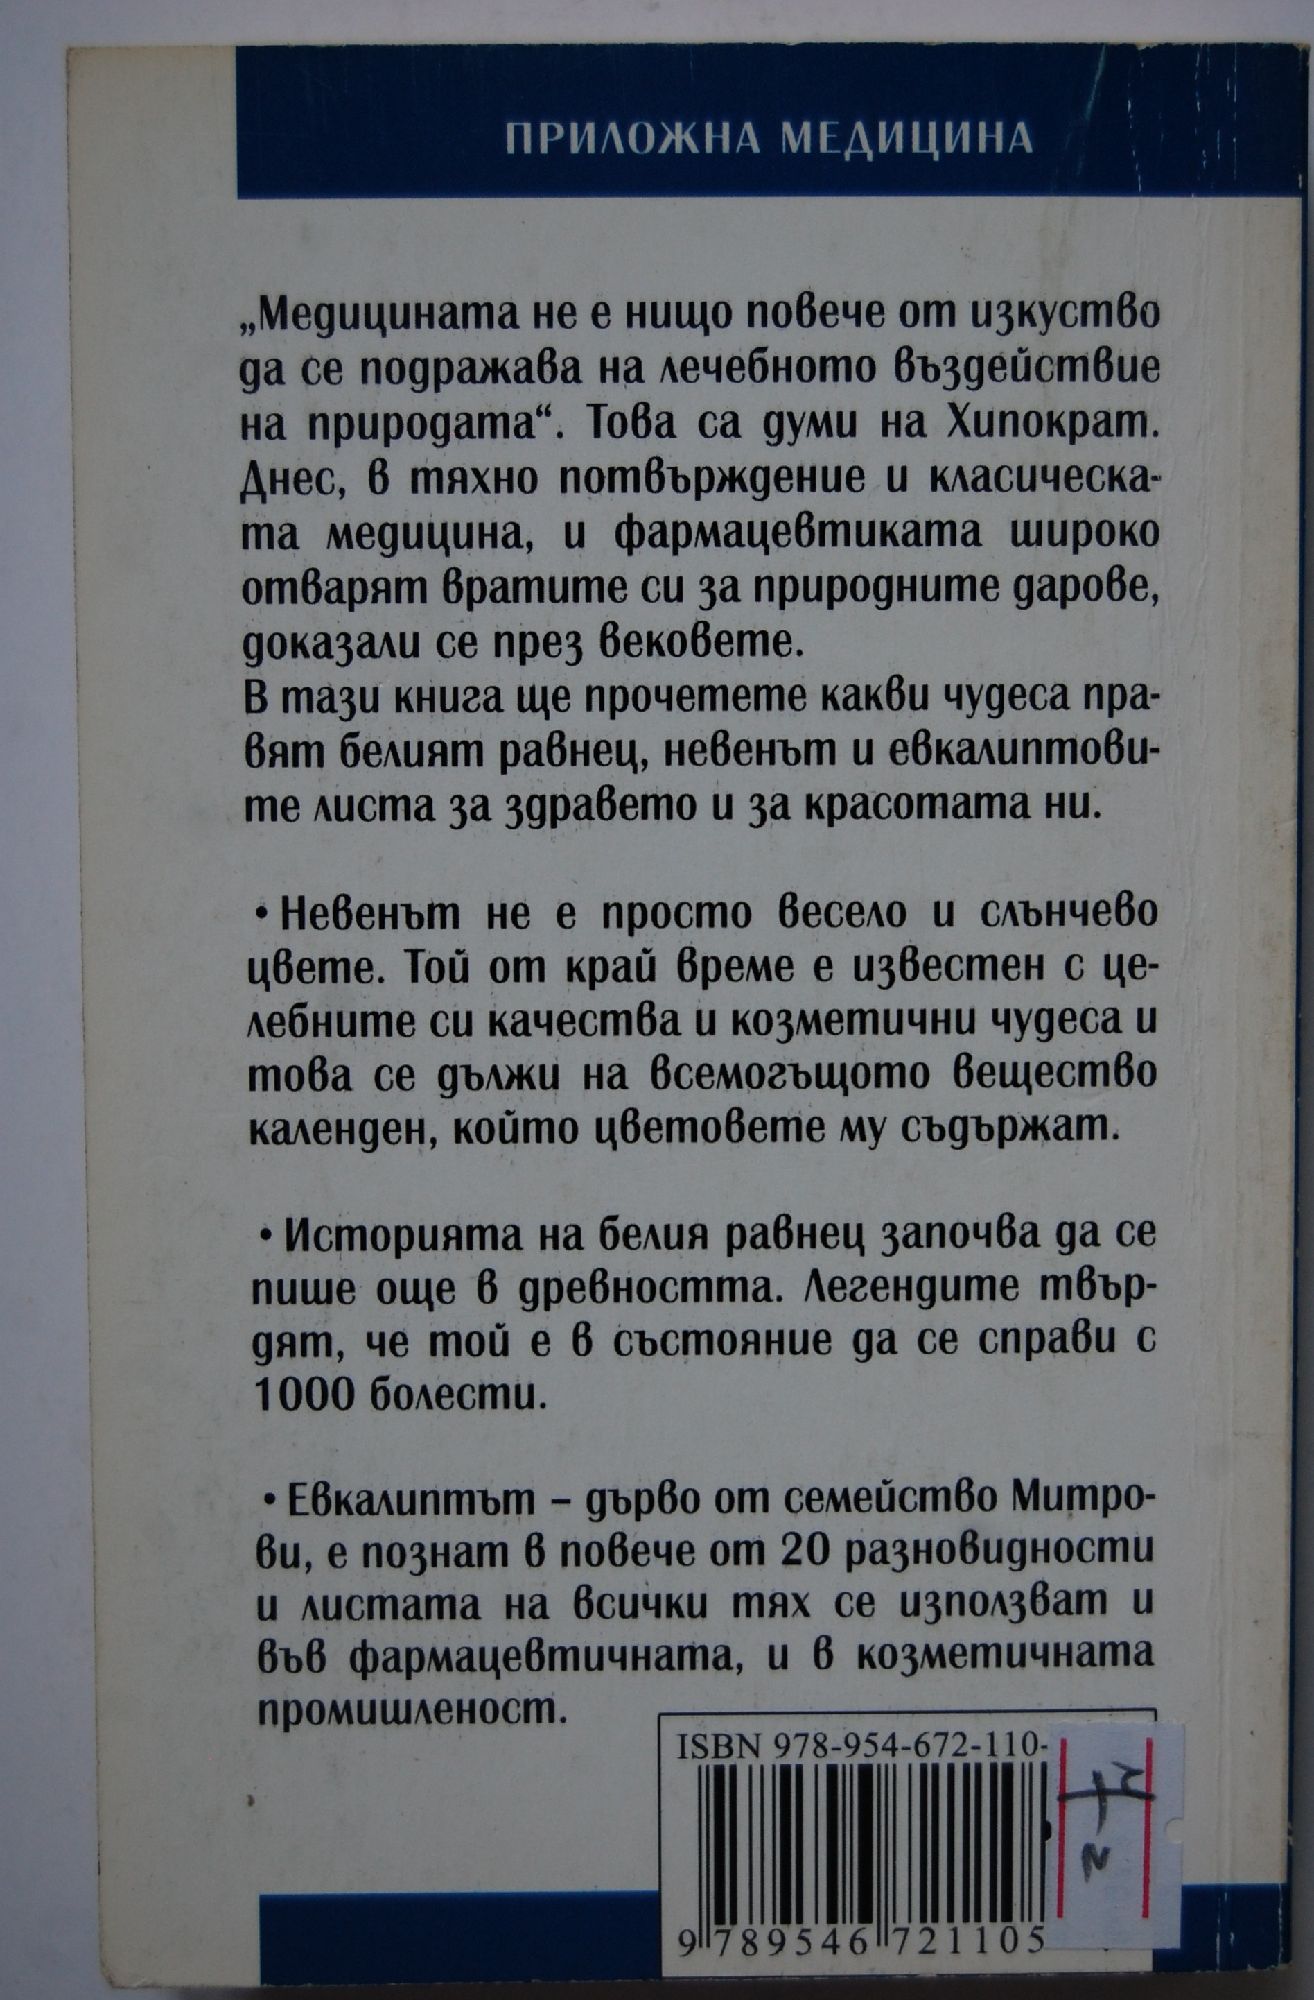 ПРИЛОЖНА МЕДИЦИНА
„Медицината не е нищо повече от изкуство
да се подражава на лечебното въздействие
на природата“. Това са думи на Хипократ.
Днес, в тяхно потвърждение и класическа-
та медицина, и фармацевтиката широко
отварят вратите си за природните дарове,
доказали се през вековете.
В тази книга ще прочетете какви чудеса пра-
вят белият равнец, невенът и евкалиптови-
те листа за здравето и за красотата ни.
• Невенът не е просто весело и слънчево
цвете. Той от край време е известен с це-
лебните си качества и козметични чудеса и
това се дължи на всемогъщото вещество
календен, който цветовете му съдържат.
• Историята на белия равнец започва да се
пише още в древността. Легендите твър-
дят, че той е в състояние да се справи с
1000 болести.
• Евкалиптът – дърво от семейство Митро-
ви, е познат в повече от 20 разновидности
и листата на всички тях се използват и
във фармацевтичната, и в козметичната
промишленост.
ISBN 978-954-672-110-
9 789546 721105